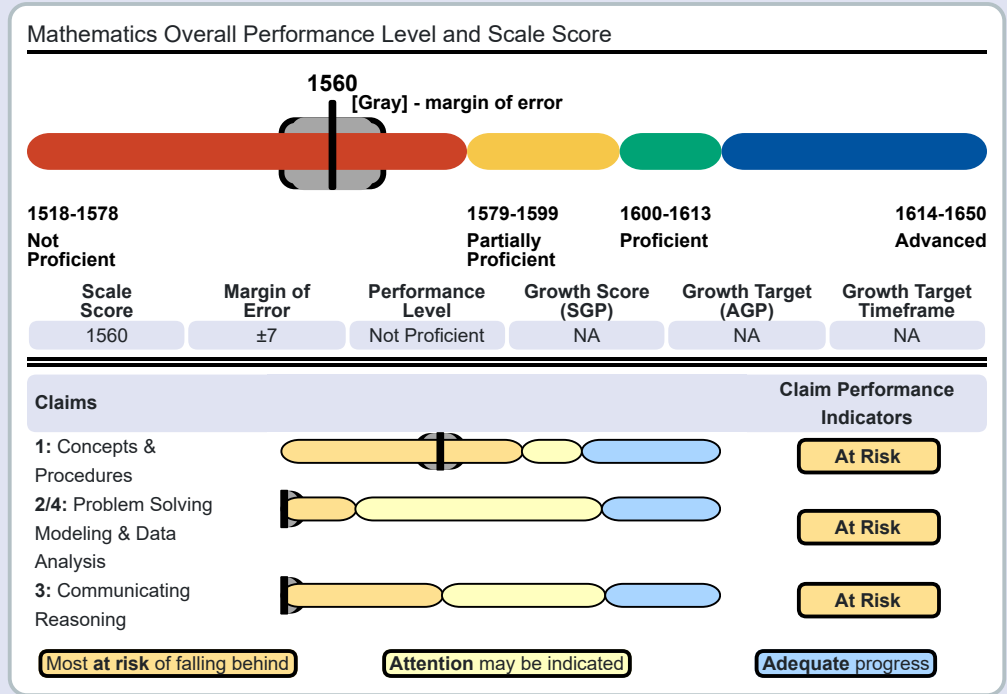 Mathematics Overall Performance Level and Scale Score
1560
[Gray] - margin of error
1518-1578
Not
Proficient
1579-1599
Partially
Proficient
1600-1613
Proficient
1614-1650
Advanced
Scale
Score
Margin of
Error
Performance
Level
Growth Score
(SGP)
Growth Target
(AGP)
Growth Target
Timeframe
1560
±7
Not Proficient
NA
NA
NA
Claims
Claim Performance
Indicators
1: Concepts &
Procedures
At Risk
2/4: Problem Solving
Modeling & Data
Analysis
At Risk
3: Communicating
Reasoning
At Risk
Most at risk of falling behind
Attention may be indicated
Adequate progress